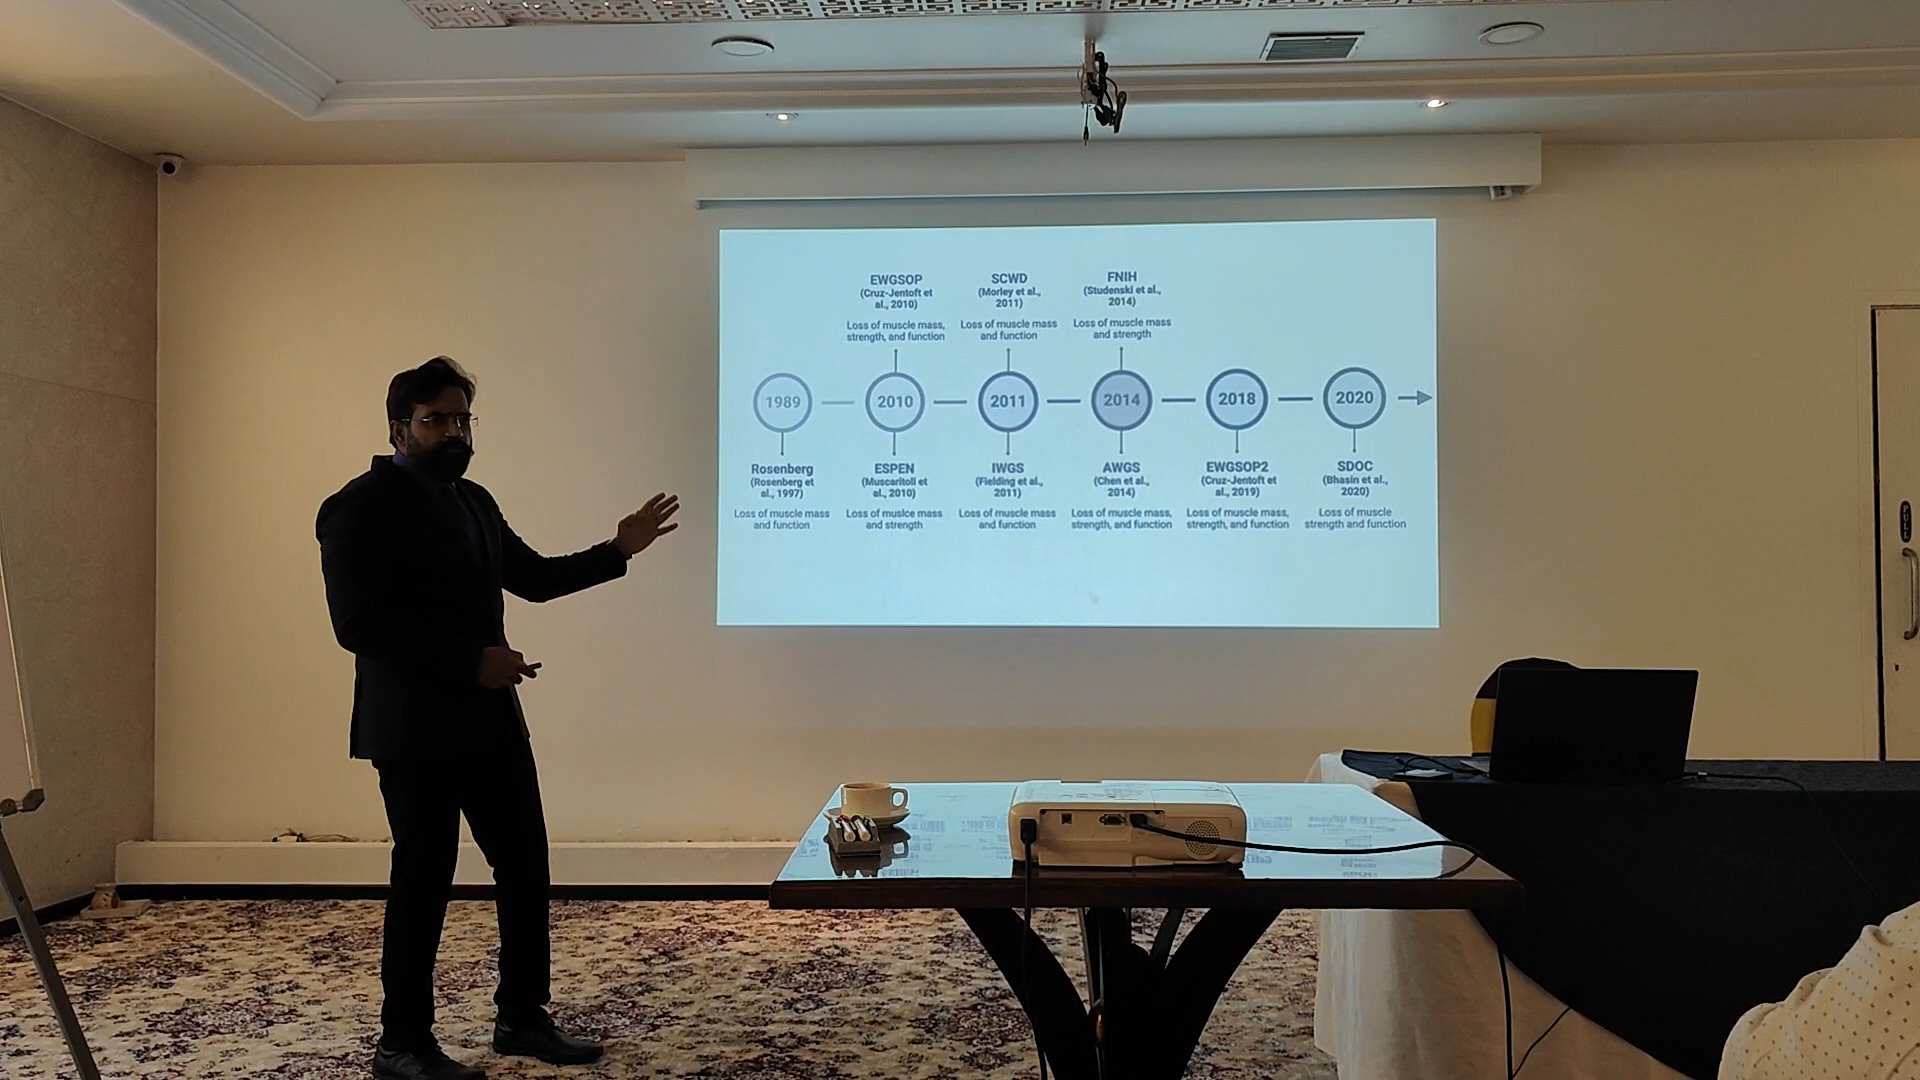 EWGSOP
(Cruz-Jentoft et
al., 2010)
Loss of muscle mass,
strength, and function
SCWD
(Morley et al.,
2011)
Loss of muscle mass
and function
FNIH
(Studenski et al.,
2014)
Loss of muscle mass
and strength
1989
2010
2011
2014
2018
2020
Rosenberg
(Rosenberg et
al., 1997)
Loss of muscle mass
and function
ESPEN
(Muscaritoli et
al., 2010)
Loss of muslce mass
and strength
IWGS
(Fielding et al.,
2011)
Loss of muscle mass
and function
AWGS
(Chen et al.,
2014)
Loss of muscle mass,
strength, and function
EWGSOP2
(Cruz-Jentoft et
al., 2019)
Loss of muscle mass,
strength, and function
SDOC
(Bhasin et al.,
2020)
Loss of muscle
strength and function
PULL